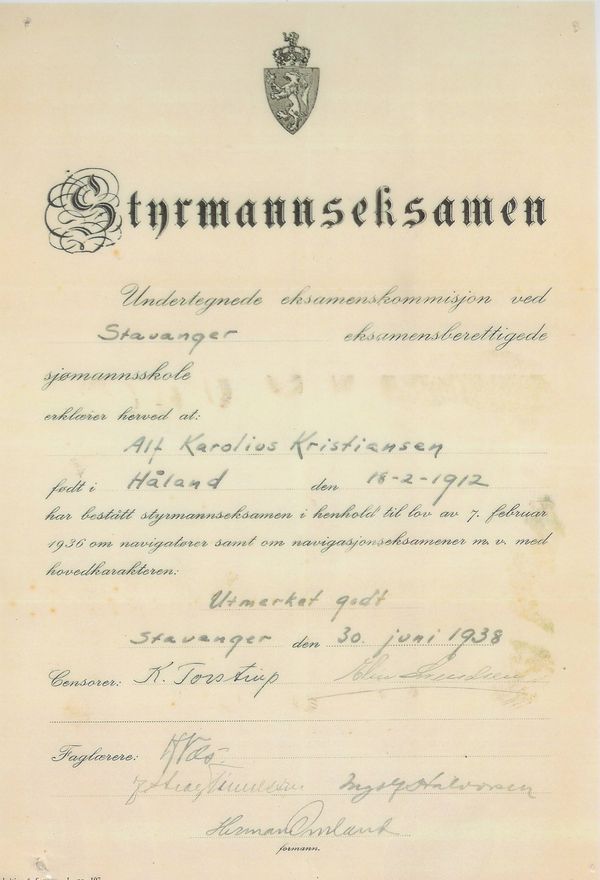 Styrmannseksamen
Undertegnede eksamenskommisjon ved
Stavanger eksamensberettigede
sjømannsskole
erklærer herved at:
Alf Karolius Kristiansen
født i Håland den 18-2-1912
har bestått styrmannseksamen i henhold til lov av 7. februar
1936 om navigatører samt om navigasjonseksamener m. v. med
hovedkarakteren:
Utmerket godt
Stavanger den 30. juni 1938
Censorer: K. Torstrup
Faglærere:
Ingolf Halvorsen
Herman
formann.